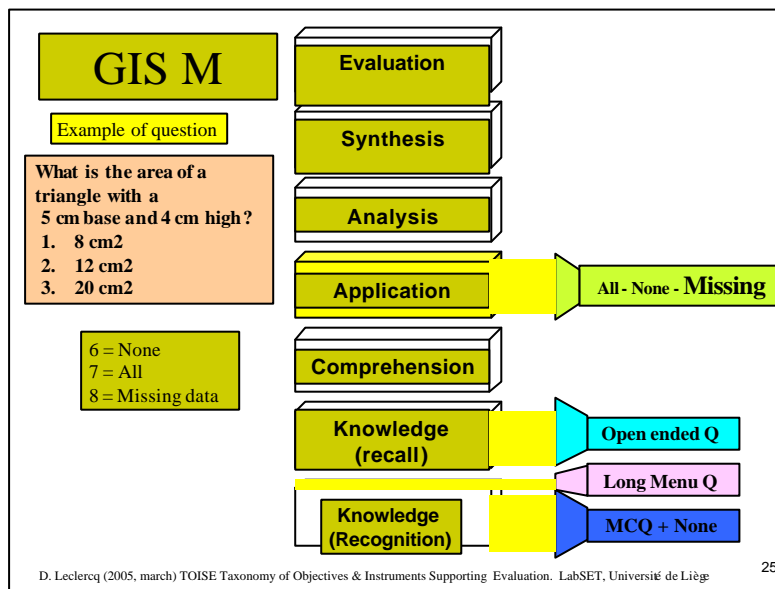 GIS M
Example of question
What is the area of a
triangle with a
5 cm base and 4 cm high?
1. 8 cm2
2. 12 cm2
3. 20 cm2
6 = None
7 = All
8 = Missing data
Evaluation
Synthesis
Analysis
Application
All - None - Missing
Comprehension
Knowledge
(recall)
Open ended Q
Long Menu Q
Knowledge
(Recognition)
MCQ + None
D. Leclercq (2005, march) TOISE Taxonomy of Objectives & Instruments Supporting Evaluation. LabSET, Université de Liège
25